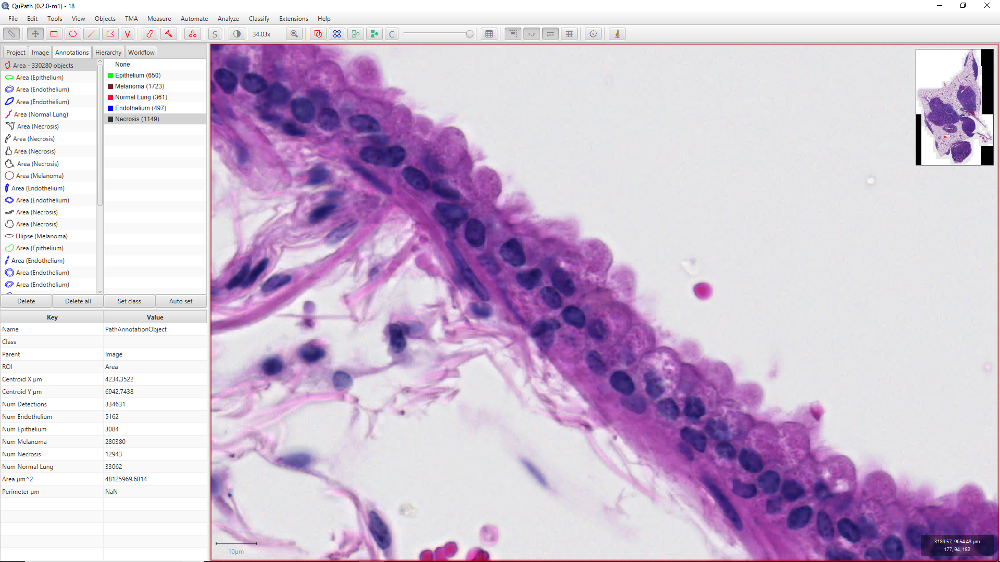 QuPath (0.2.0-m1) - 18
File Edit Tools View Objects TMA Measure Automate Analyze Classify Extensions Help
V S 34.03x C x,y µm
Project Image Annotations Hierarchy Workflow
Area - 330280 objects
Area (Epithelium)
Area (Endothelium)
Area (Endothelium)
Area (Normal Lung)
Area (Necrosis)
Area (Necrosis)
Area (Necrosis)
Area (Necrosis)
Area (Melanoma)
Area (Endothelium)
Area (Endothelium)
Area (Necrosis)
Area (Necrosis)
Ellipse (Melanoma)
Area (Epithelium)
Area (Endothelium)
Area (Endothelium)
Area (Endothelium)
None
Epithelium (650)
Melanoma (1723)
Normal Lung (361)
Endothelium (497)
Necrosis (1149)
Delete Delete all Set class Auto set
Key Value
Name PathAnnotationObject
Class
Parent Image
ROI Area
Centroid X µm 4234.3522
Centroid Y µm 6942.7438
Num Detections 334631
Num Endothelium 5162
Num Epithelium 3084
Num Melanoma 280380
Num Necrosis 12943
Num Normal Lung 33062
Area µm^2 48125969.6814
Perimeter µm NaN
10µm
3189.57, 9654.48 µm
177, 94, 182